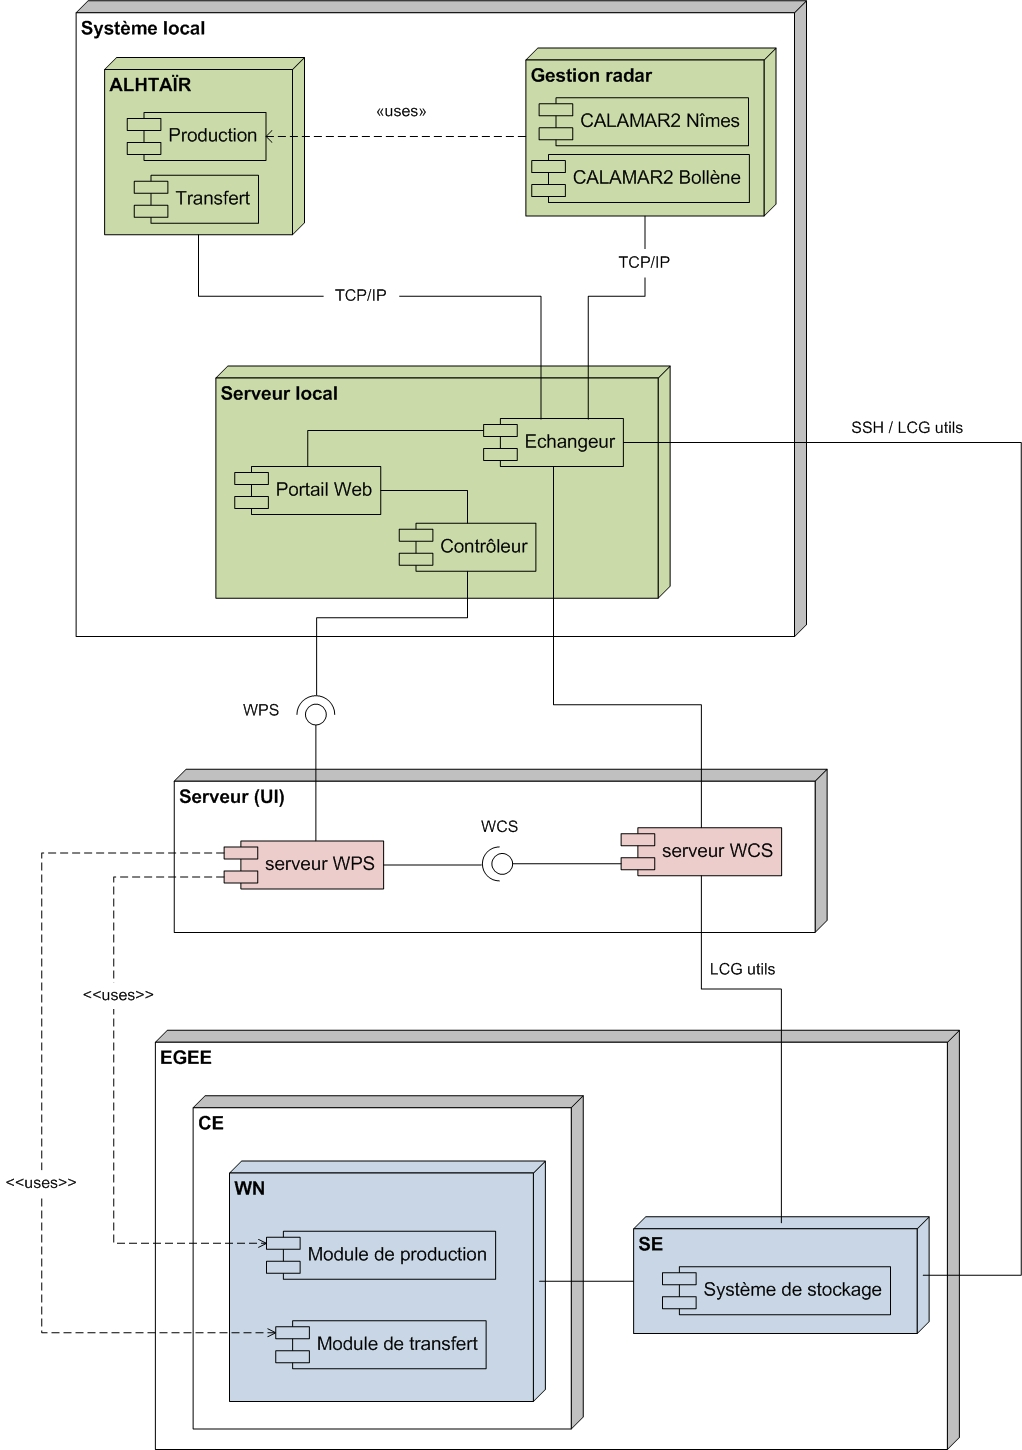 Système local
ALHTAÏR
Production
Transfert
«uses»
Gestion radar
CALAMAR2 Nîmes
CALAMAR2 Bollène
TCP/IP
TCP/IP
Serveur local
Echangeur
Portail Web
Contrôleur
SSH / LCG utils
WPS
Serveur (UI)
serveur WPS
WCS
serveur WCS
LCG utils
<<uses>>
<<uses>>
EGEE
CE
WN
Module de production
Module de transfert
SE
Système de stockage